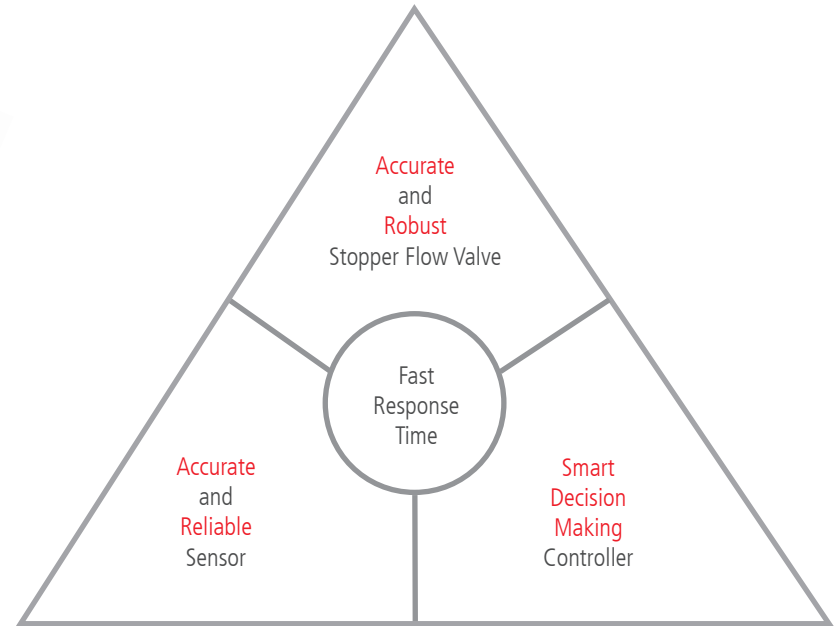 Accurate
and
Robust
Stopper Flow Valve
Fast
Response
Time
Accurate
and
Reliable
Sensor
Smart
Decision
Making
Controller